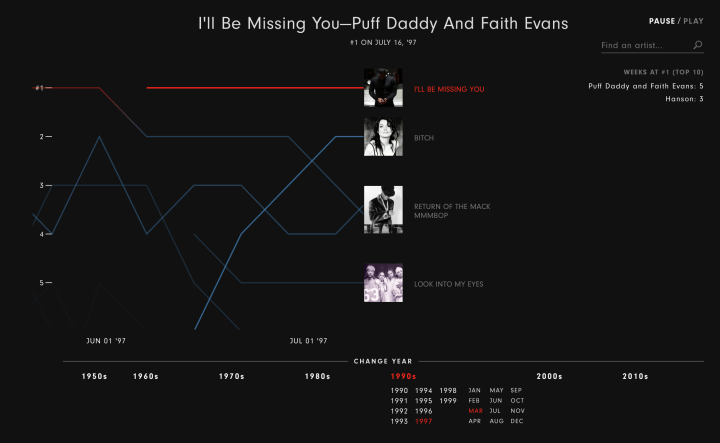 I'll Be Missing You—Puff Daddy And Faith Evans
#1 ON JULY 16, '97
PAUSE / PLAY
Find an artist...
WEEKS AT #1 (TOP 10)
Puff Daddy and Faith Evans: 5
Hanson: 3
#1
2
3
4
5
I'LL BE MISSING YOU
BITCH
RETURN OF THE MACK
MMMBOP
LOOK INTO MY EYES
JUN 01 '97 JUL 01 '97
CHANGE YEAR
1950s 1960s 1970s 1980s 1990s 2000s 2010s
1990 1994 1998 JAN MAY SEP
1991 1995 1999 FEB JUN OCT
1992 1996 MAR JUL NOV
1993 1997 APR AUG DEC